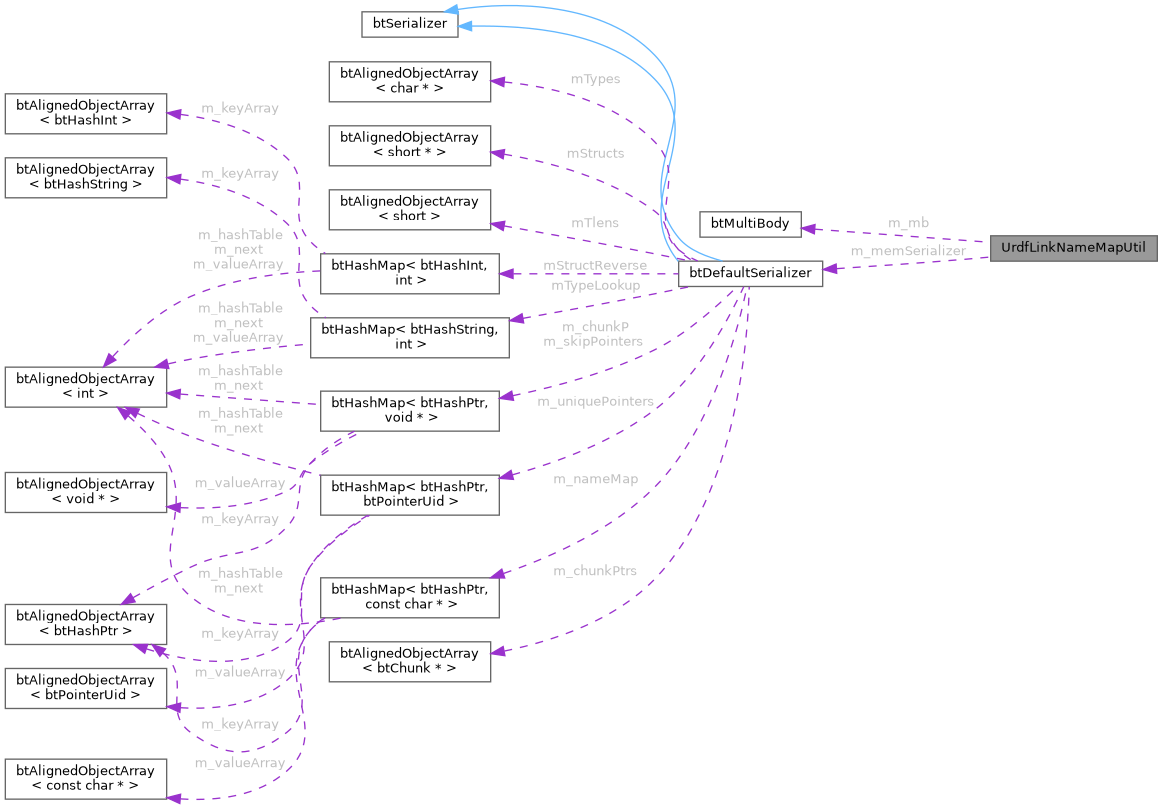 btSerializer
btAlignedObjectArray
< char * >
mTypes
btAlignedObjectArray
< btHashInt >
m_keyArray
btAlignedObjectArray
< short * >
mStructs
btAlignedObjectArray
< btHashString >
m_keyArray
btAlignedObjectArray
< short >
mTlens
btMultiBody
m_mb
UrdfLinkNameMapUtil
m_memSerializer
m_hashTable
m_next
m_valueArray
btHashMap< btHashInt,
int >
mStructReverse
btDefaultSerializer
mTypeLookup
m_hashTable
m_next
m_valueArray
btHashMap< btHashString,
int >
m_chunkP
m_skipPointers
btAlignedObjectArray
< int >
m_hashTable
m_next
btHashMap< btHashPtr,
void * >
m_uniquePointers
m_hashTable
m_next
btAlignedObjectArray
< void * >
m_valueArray
btHashMap< btHashPtr,
btPointerUid >
m_nameMap
m_keyArray
m_hashTable
m_next
btHashMap< btHashPtr,
const char * >
m_chunkPtrs
btAlignedObjectArray
< btHashPtr >
m_keyArray
btAlignedObjectArray
< btChunk * >
btAlignedObjectArray
< btPointerUid >
m_valueArray
m_keyArray
btAlignedObjectArray
< const char * >
m_valueArray